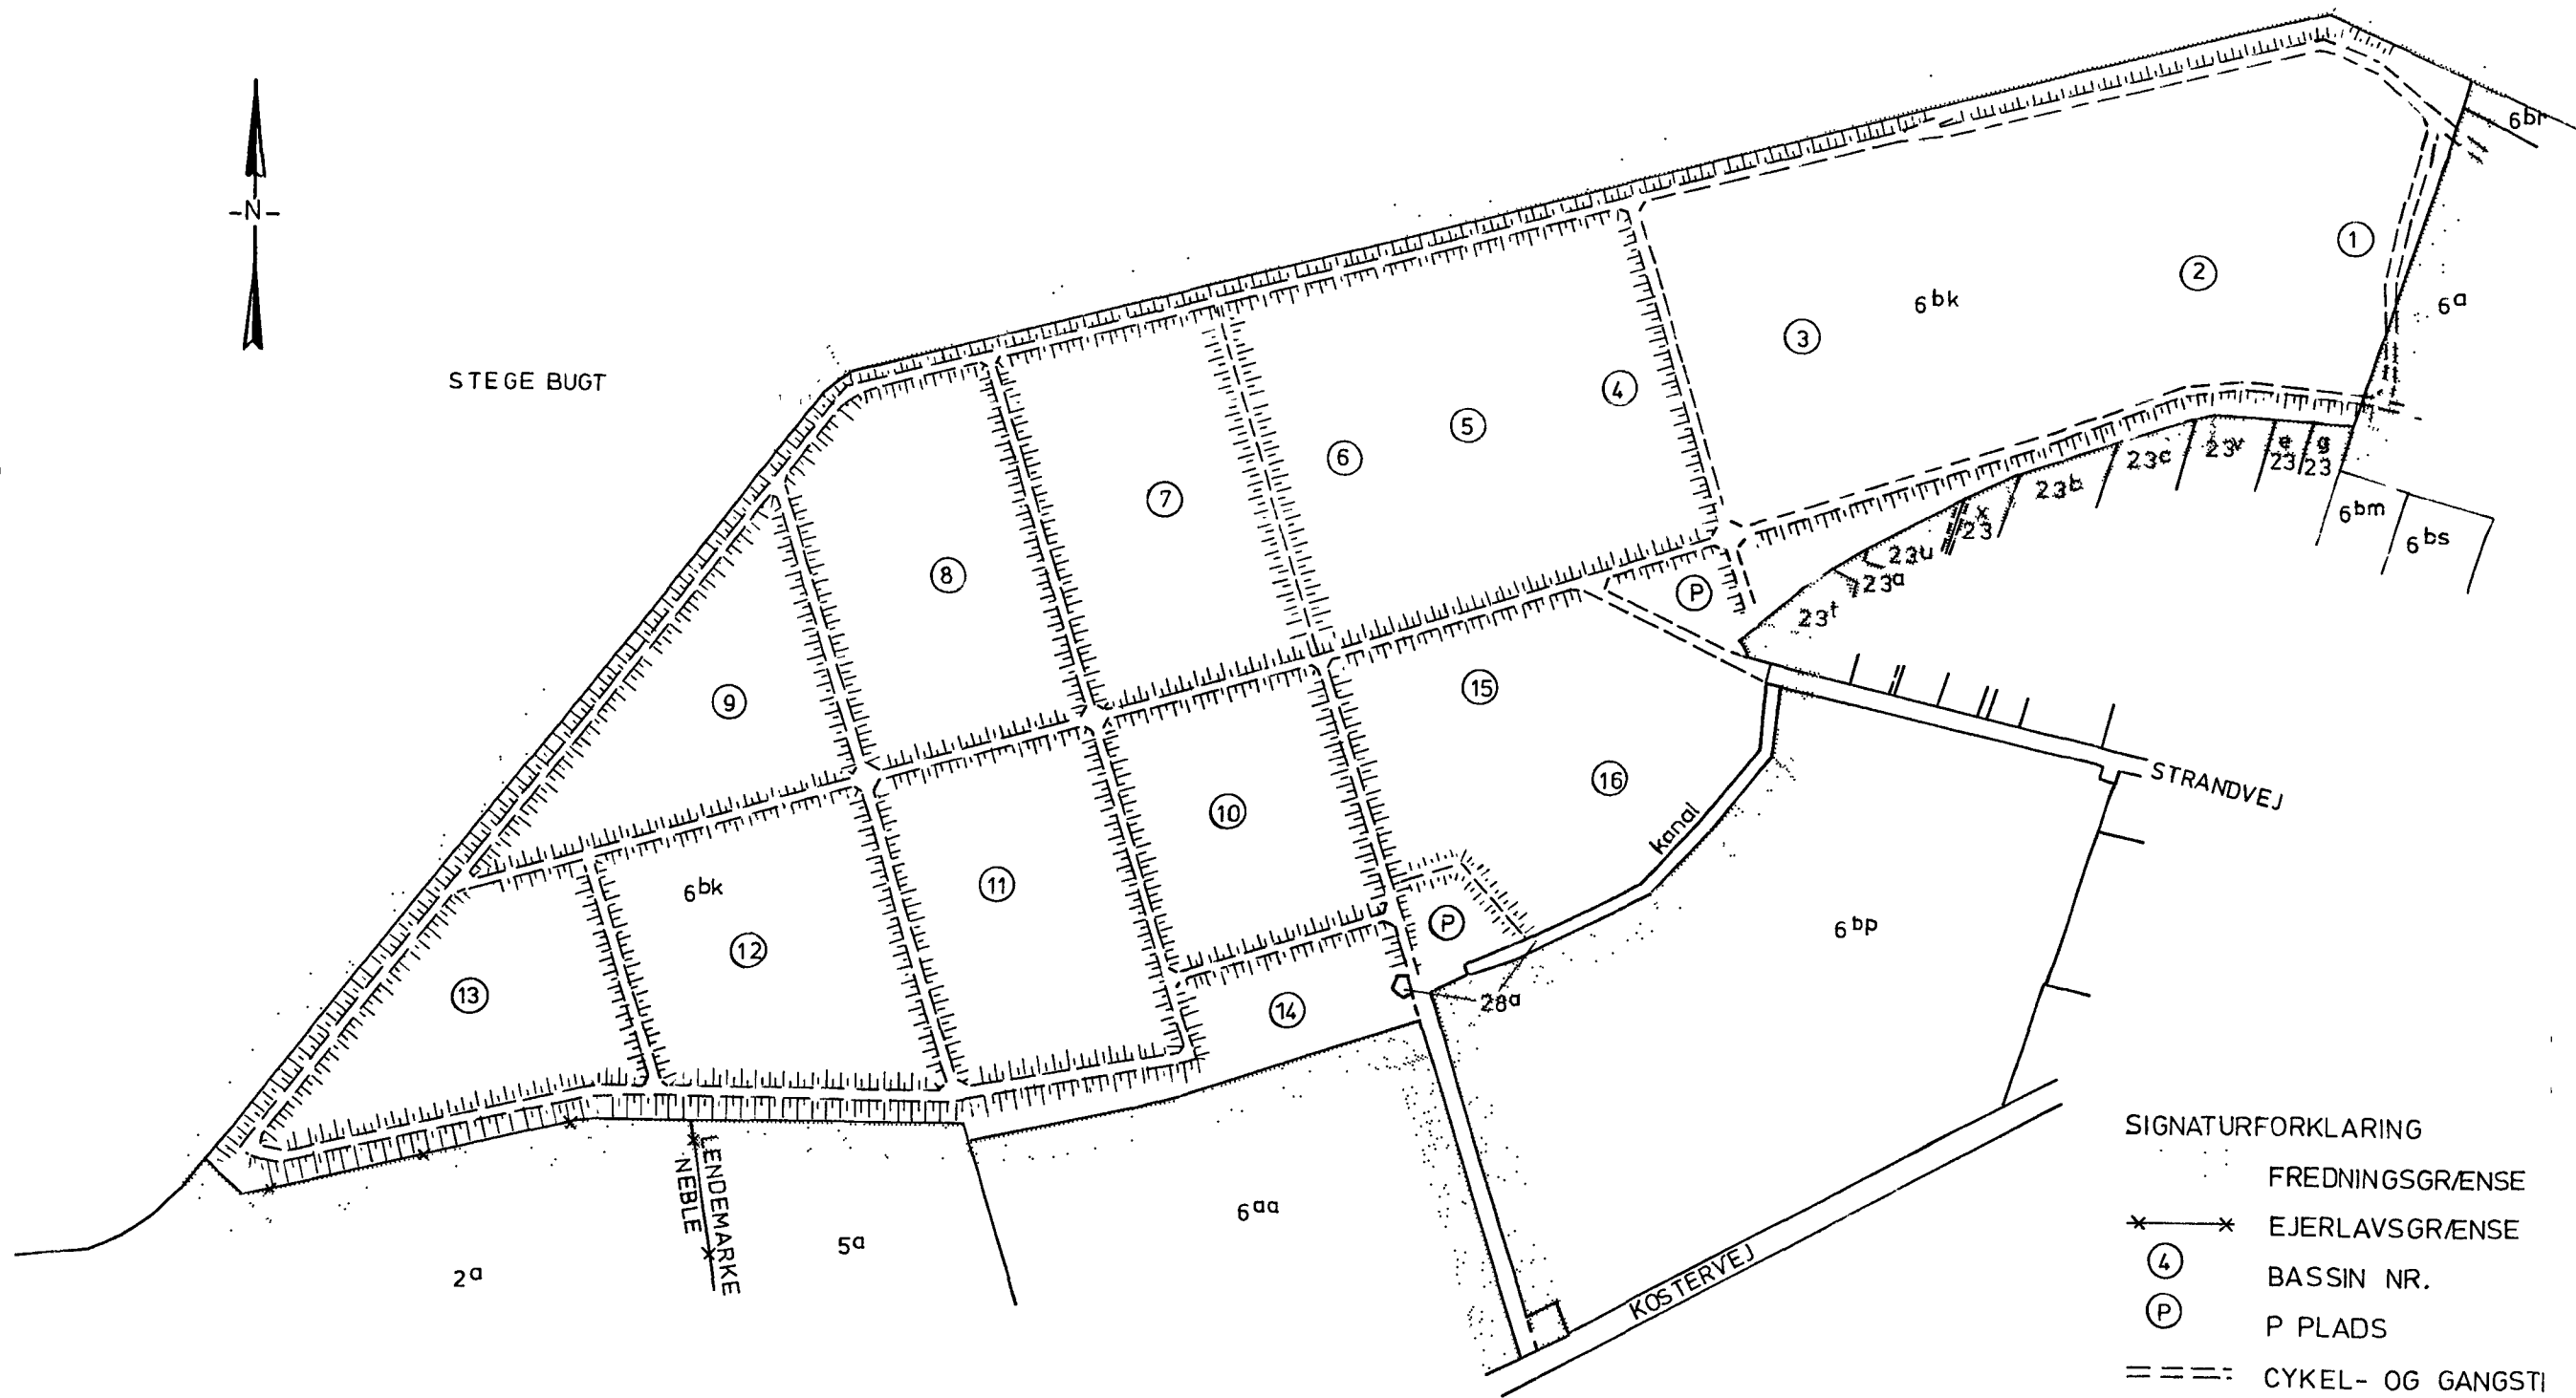 -N-
STEGE BUGT
1
2
3
4
5
6
7
8
9
10
11
12
13
14
15
16
P
P
6bk
6bk
6br
6a
23v
e
23
g
23
23c
23b
x
23
23u
23a
23t
6bm
6bs
STRANDVEJ
kanal
6bp
28a
6aa
5a
2a
LENDEMARKE
NEBLE
KOSTERVEJ
SIGNATURFORKLARING
FREDNINGSGRÆNSE
EJERLAVSGRÆNSE
4 BASSIN NR.
P P PLADS
CYKEL- OG GANGSTI